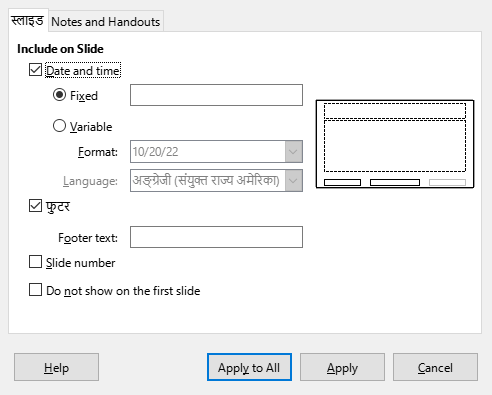 स्लाइड Notes and Handouts
Include on Slide
Date and time
Fixed
Variable
Format: 10/20/22
Language: अङ्ग्रेजी (संयुक्त राज्य अमेरिका)
फुटर
Footer text:
Slide number
Do not show on the first slide
Help Apply to All Apply Cancel